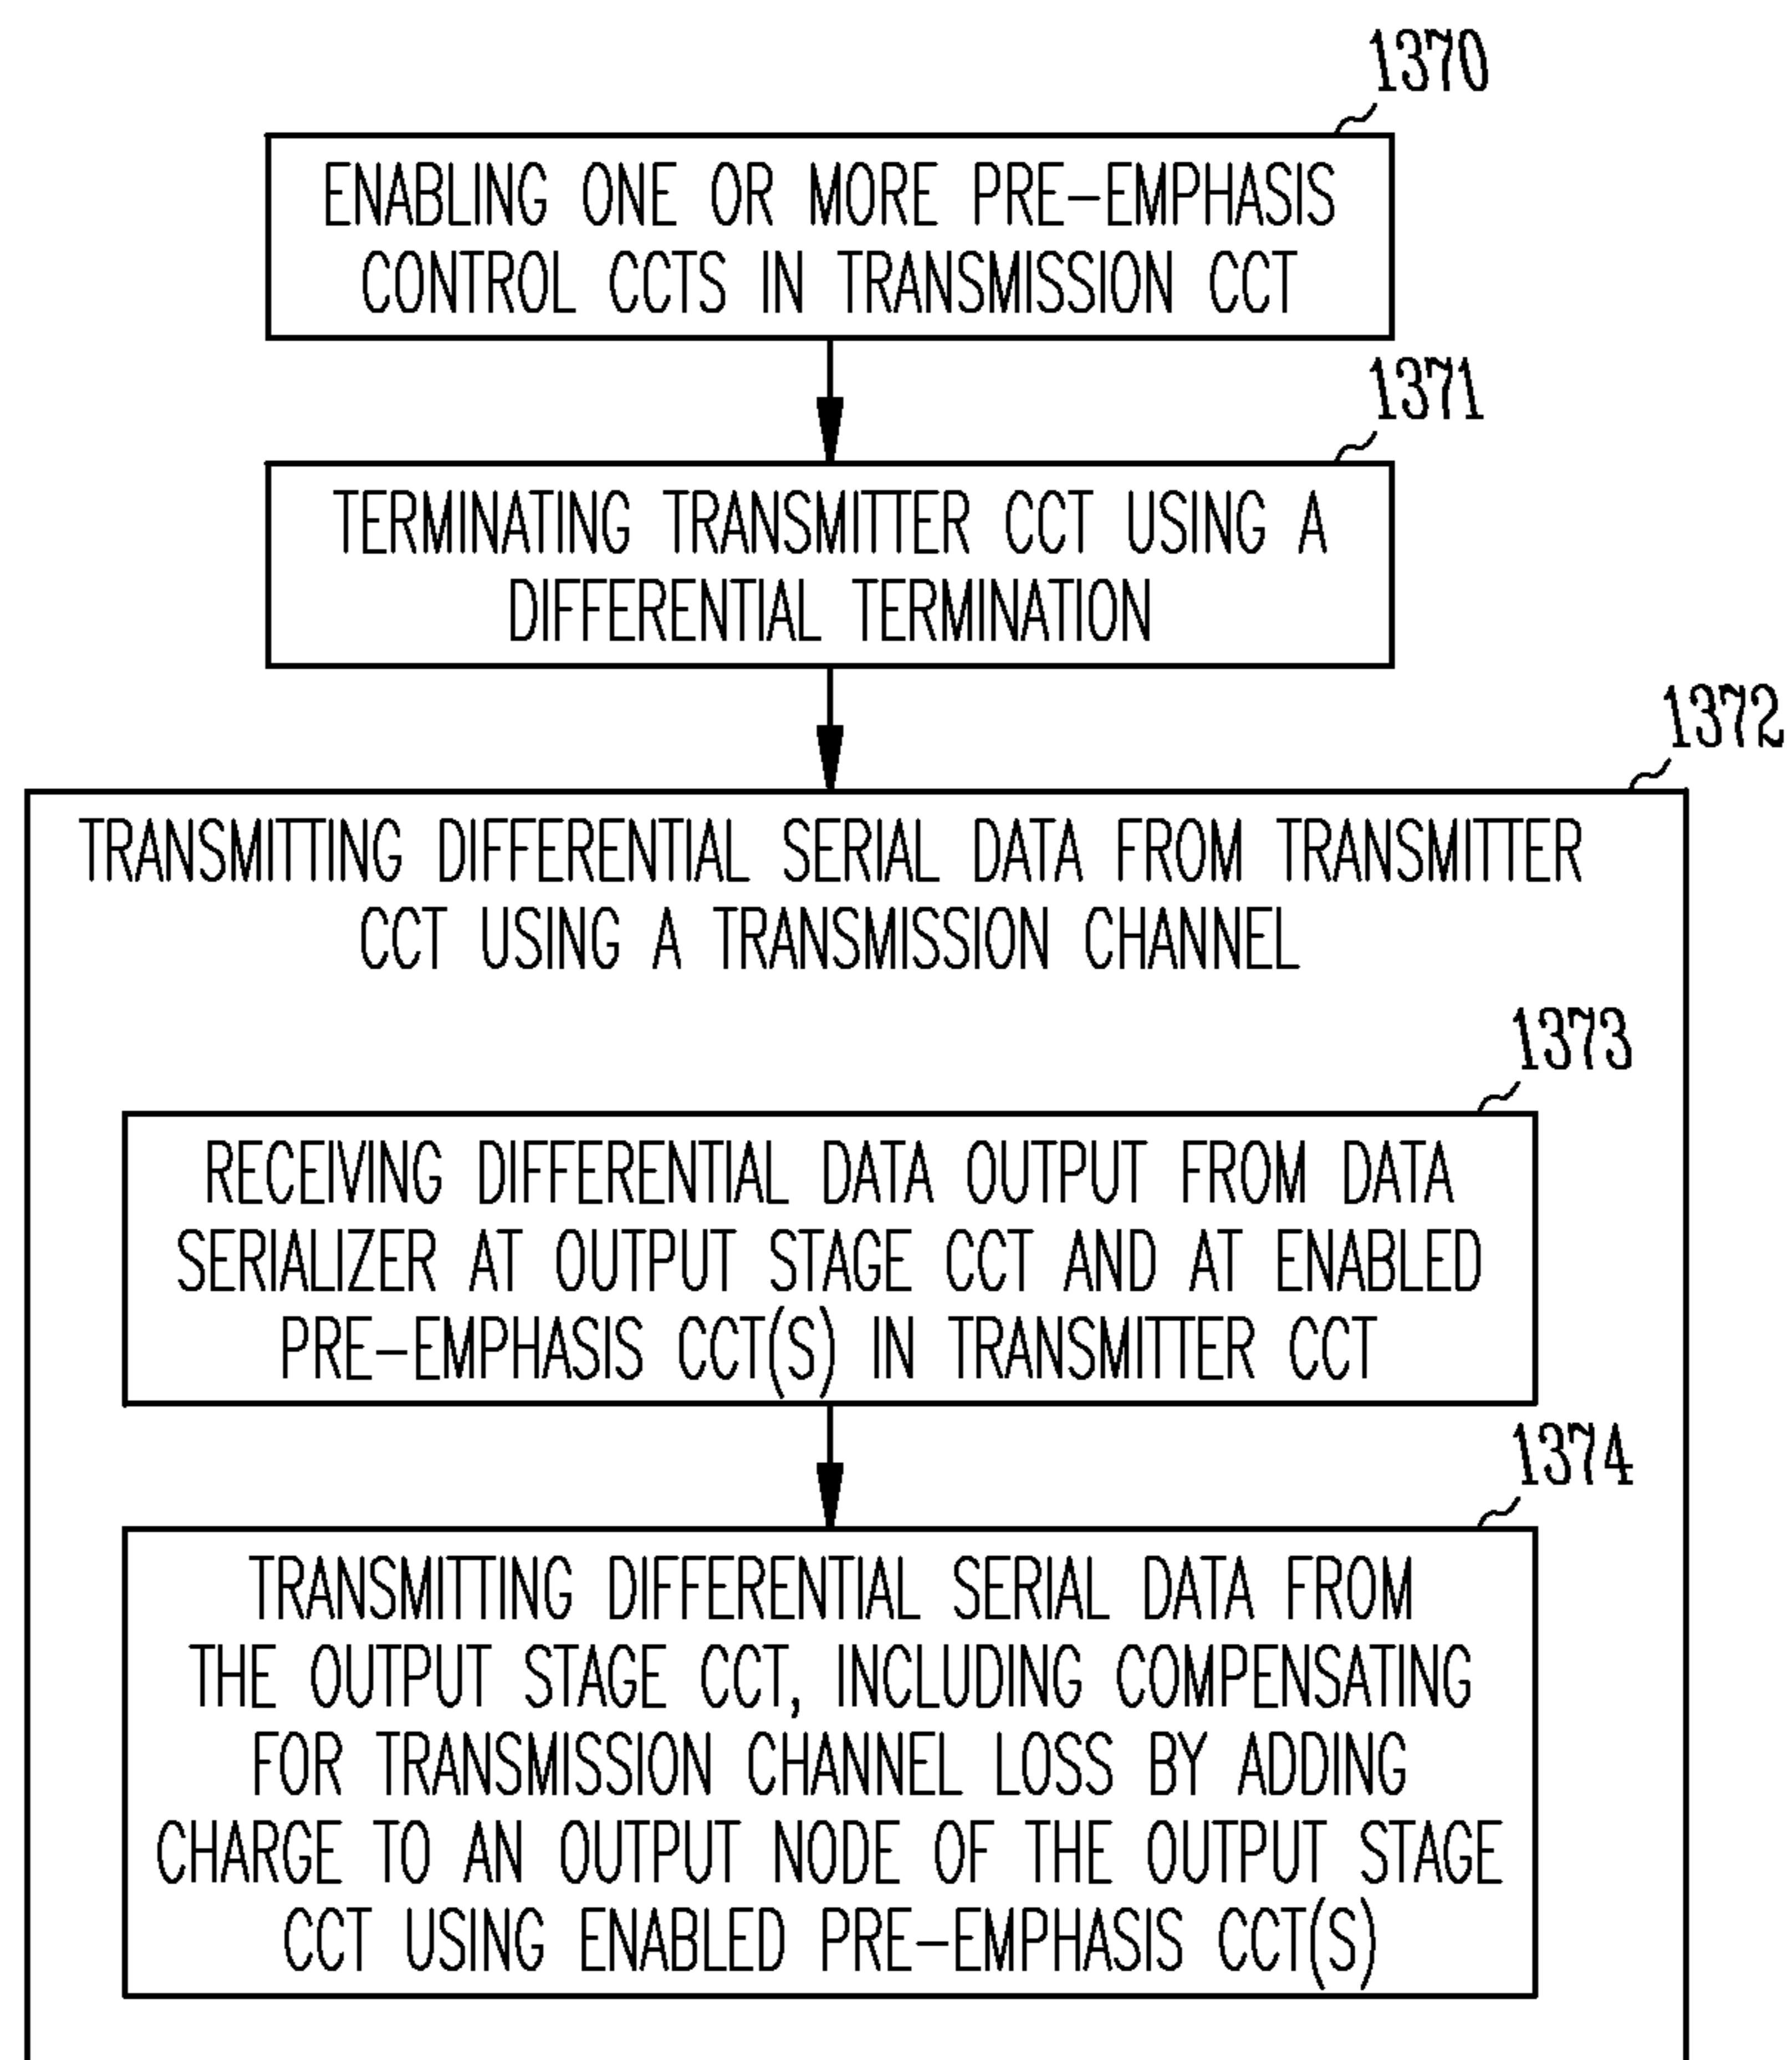 1370
ENABLING ONE OR MORE PRE-EMPHASIS
CONTROL CCTS IN TRANSMISSION CCT
1371
TERMINATING TRANSMITTER CCT USING A
DIFFERENTIAL TERMINATION
1372
TRANSMITTING DIFFERENTIAL SERIAL DATA FROM TRANSMITTER
CCT USING A TRANSMISSION CHANNEL
1373
RECEIVING DIFFERENTIAL DATA OUTPUT FROM DATA
SERIALIZER AT OUTPUT STAGE CCT AND AT ENABLED
PRE-EMPHASIS CCT(S) IN TRANSMITTER CCT
1374
TRANSMITTING DIFFERENTIAL SERIAL DATA FROM
THE OUTPUT STAGE CCT, INCLUDING COMPENSATING
FOR TRANSMISSION CHANNEL LOSS BY ADDING
CHARGE TO AN OUTPUT NODE OF THE OUTPUT STAGE
CCT USING ENABLED PRE-EMPHASIS CCT(S)